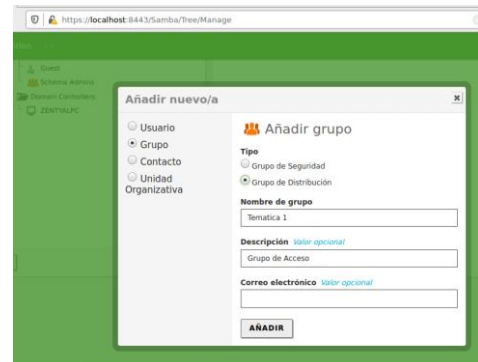 https://localhost:8443/Samba/Tree/Manage
Guest
Schema Admins
Domain Controllers
ZENTYALPC
Añadir nuevo/a
Usuario
Grupo
Contacto
Unidad
Organizativa
Añadir grupo
Tipo
Grupo de Seguridad
Grupo de Distribución
Nombre de grupo
Tematica 1
Descripción Valor opcional
Grupo de Acceso
Correo electrónico Valor opcional
AÑADIR